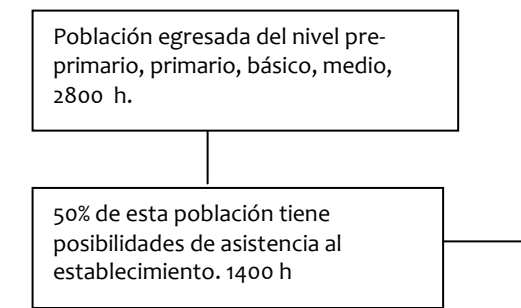 Población egresada del nivel pre-
primario, primario, básico, medio,
2800 h.
50% de esta población tiene
posibilidades de asistencia al
establecimiento. 1400 h